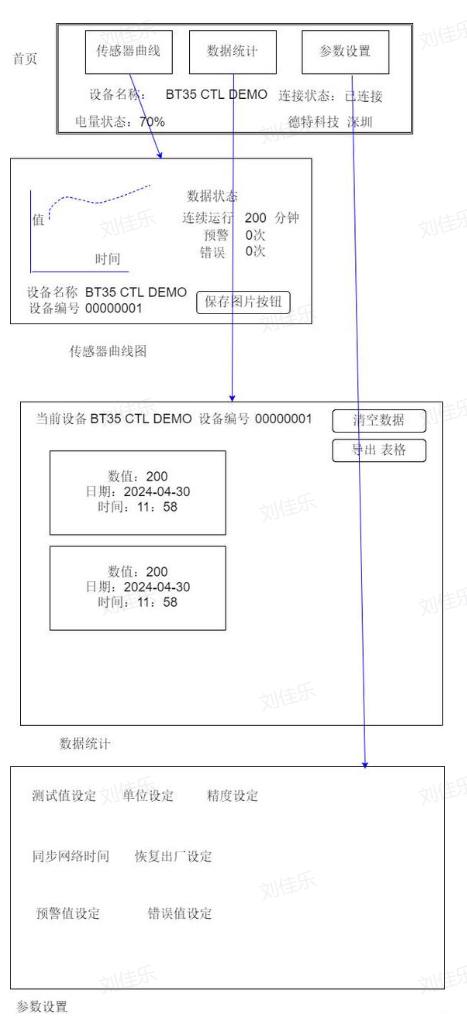 首页
传感器曲线 数据统计 参数设置
设备名称: BT35 CTL DEMO 连接状态: 已连接
电量状态: 70% 德特科技 深圳
数据状态
值
连续运行 200 分钟
预警 0次
错误 0次
时间
设备名称 BT35 CTL DEMO
设备编号 00000001
保存图片按钮
传感器曲线图
当前设备 BT35 CTL DEMO 设备编号 00000001 清空数据
导出 表格
数值: 200
日期: 2024-04-30
时间: 11: 58
数值: 200
日期: 2024-04-30
时间: 11: 58
数据统计
测试值设定 单位设定 精度设定
同步网络时间 恢复出厂设定
预警值设定 错误值设定
参数设置
刘佳乐